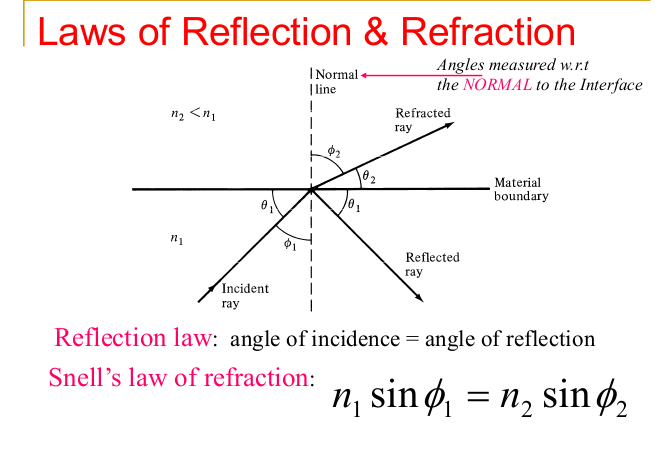 Laws of Reflection & Refraction
Angles measured w.r.t
the NORMAL to the Interface
Normal
line
n₂ < n₁
Refracted
ray
ϕ₂
θ₂
Material
boundary
θ₁
θ₁
n₁
ϕ₁
Reflected
ray
Incident
ray
Reflection law: angle of incidence = angle of reflection
Snell's law of refraction:
n₁ sin ϕ₁ = n₂ sin ϕ₂